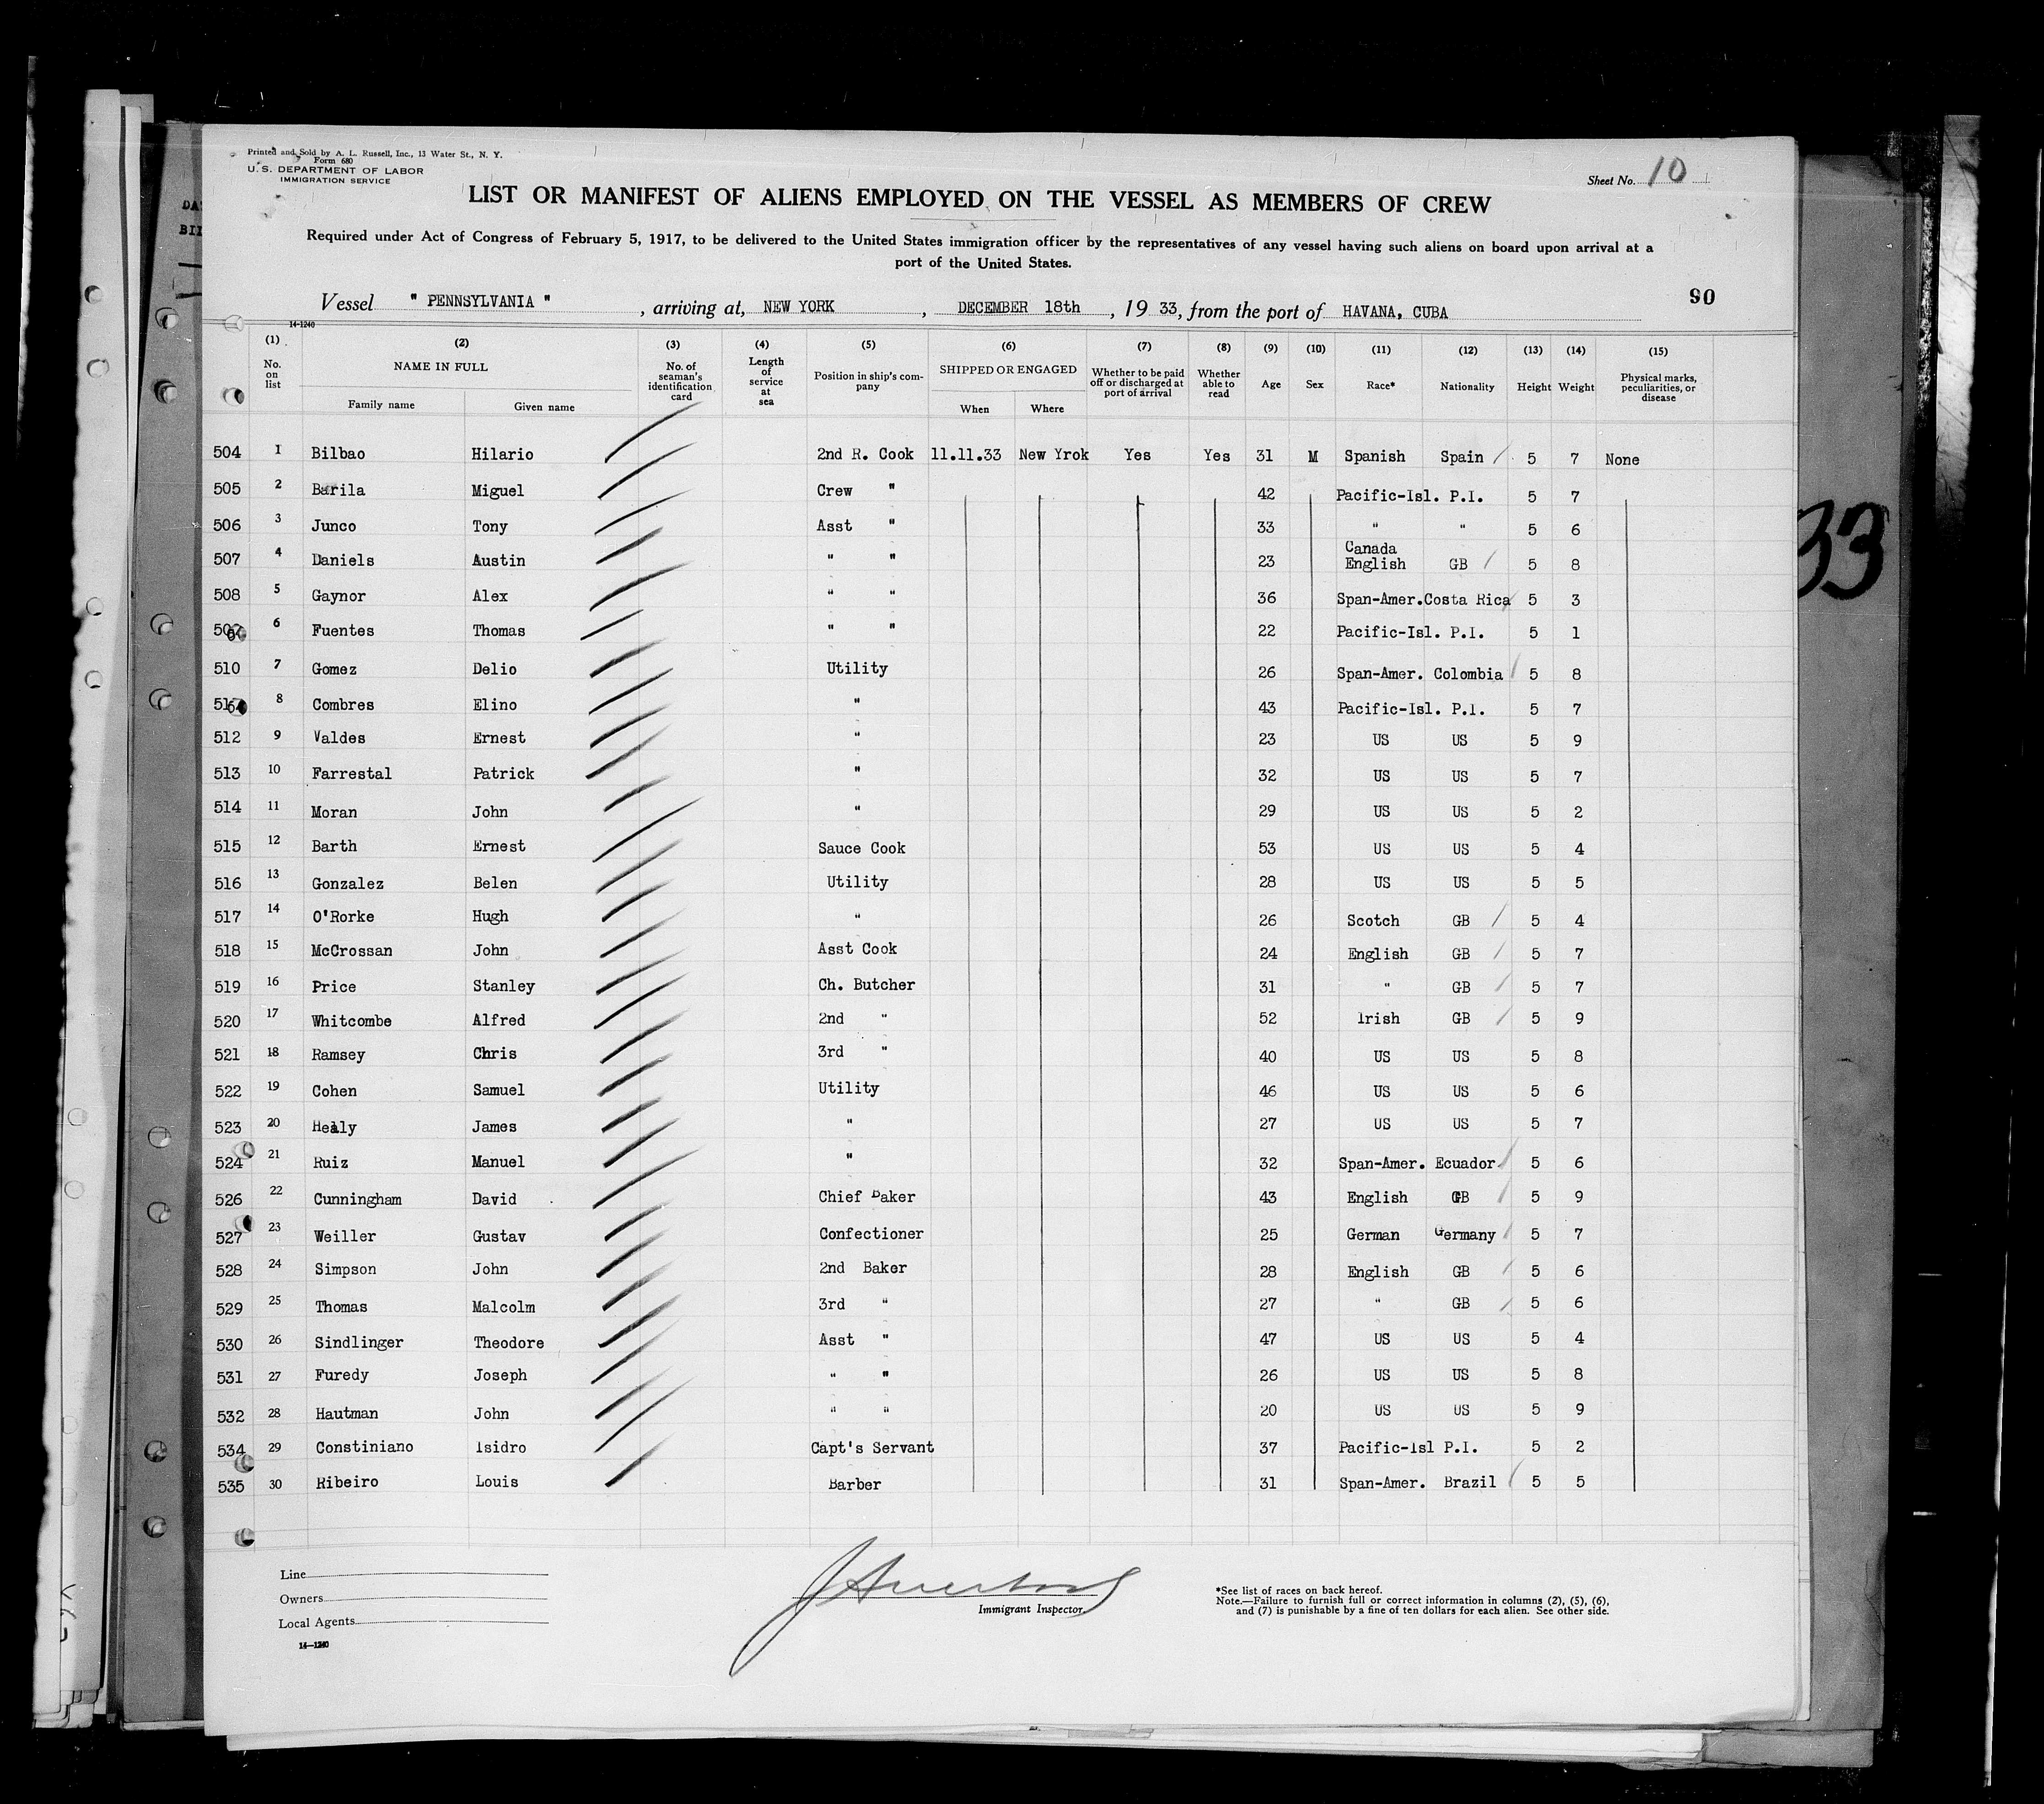 Printed and Sold by A. L. Russell, Inc., 13 Water St., N. Y.
Form 680
U. S. DEPARTMENT OF LABOR
IMMIGRATION SERVICE
Sheet No. 10
LIST OR MANIFEST OF ALIENS EMPLOYED ON THE VESSEL AS MEMBERS OF CREW
Required under Act of Congress of February 5, 1917, to be delivered to the United States immigration officer by the representatives of any vessel having such aliens on board upon arrival at a
port of the United States.
90
Vessel " PENNSYLVANIA " , arriving at, NEW YORK , DECEMBER 18th , 19 33, from the port of HAVANA, CUBA
14-1240
(1) (2) (3) (4) (5) (6) (7) (8) (9) (10) (11) (12) (13) (14) (15)
No. on list NAME IN FULL Family name Given name No. of seaman's identification card Length of service at sea Position in ship's company SHIPPED OR ENGAGED When Where Whether to be paid off or discharged at port of arrival Whether able to read Age Sex Race* Nationality Height Weight Physical marks, peculiarities, or disease
504 1 Bilbao Hilario 2nd R. Cook 11.11.33 New Yrok Yes Yes 31 M Spanish Spain 5 7 None
505 2 Barila Miguel Crew " 42 Pacific-Isl. P.I. 5 7
506 3 Junco Tony Asst " 33 " " 5 6
507 4 Daniels Austin " " 23 Canada English GB 5 8
508 5 Gaynor Alex " " 36 Span-Amer. Costa Rica 5 3
6 Fuentes Thomas " " 22 Pacific-Isl. P.I. 5 1
510 7 Gomez Delio Utility 26 Span-Amer. Colombia 5 8
8 Combres Elino " 43 Pacific-Isl. P.I. 5 7
512 9 Valdes Ernest " 23 US US 5 9
513 10 Farrestal Patrick " 32 US US 5 7
514 11 Moran John " 29 US US 5 2
515 12 Barth Ernest Sauce Cook 53 US US 5 4
516 13 Gonzalez Belen Utility 28 US US 5 5
517 14 O'Rorke Hugh " 26 Scotch GB 5 4
518 15 McCrossan John Asst Cook 24 English GB 5 7
519 16 Price Stanley Ch. Butcher 31 " GB 5 7
520 17 Whitcombe Alfred 2nd " 52 Irish GB 5 9
521 18 Ramsey Chris 3rd " 40 US US 5 8
522 19 Cohen Samuel Utility 46 US US 5 6
523 20 Healy James " 27 US US 5 7
524 21 Ruiz Manuel " 32 Span-Amer. Ecuador 5 6
526 22 Cunningham David Chief Baker 43 English GB 5 9
527 23 Weiller Gustav Confectioner 25 German Germany 5 7
528 24 Simpson John 2nd Baker 28 English GB 5 6
529 25 Thomas Malcolm 3rd " 27 " GB 5 6
530 26 Sindlinger Theodore Asst " 47 US US 5 4
531 27 Furedy Joseph " " 26 US US 5 8
532 28 Hautman John " " 20 US US 5 9
534 29 Constiniano Isidro Capt's Servant 37 Pacific-Isl P.I. 5 2
535 30 Ribeiro Louis Barber 31 Span-Amer. Brazil 5 5
Line
Owners
Local Agents
14-1240
Immigrant Inspector
*See list of races on back hereof.
Note.—Failure to furnish full or correct information in columns (2), (5), (6),
and (7) is punishable by a fine of ten dollars for each alien. See other side.
33